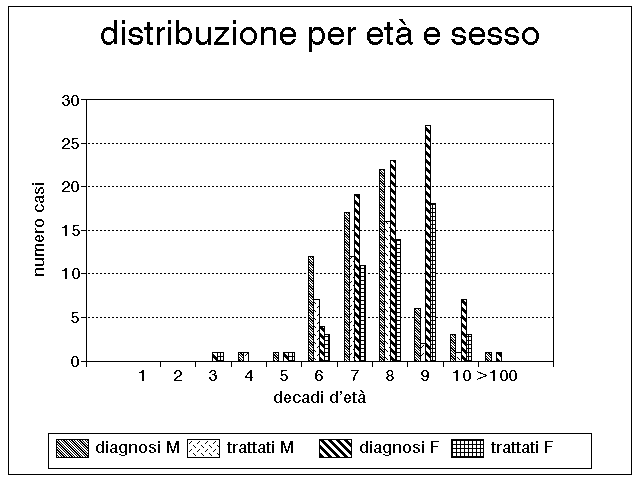 distribuzione per età e sesso
30
25
20
15
10
5
0
numero casi
1 2 3 4 5 6 7 8 9 10 >100
decadi d'età
diagnosi M trattati M diagnosi F trattati F